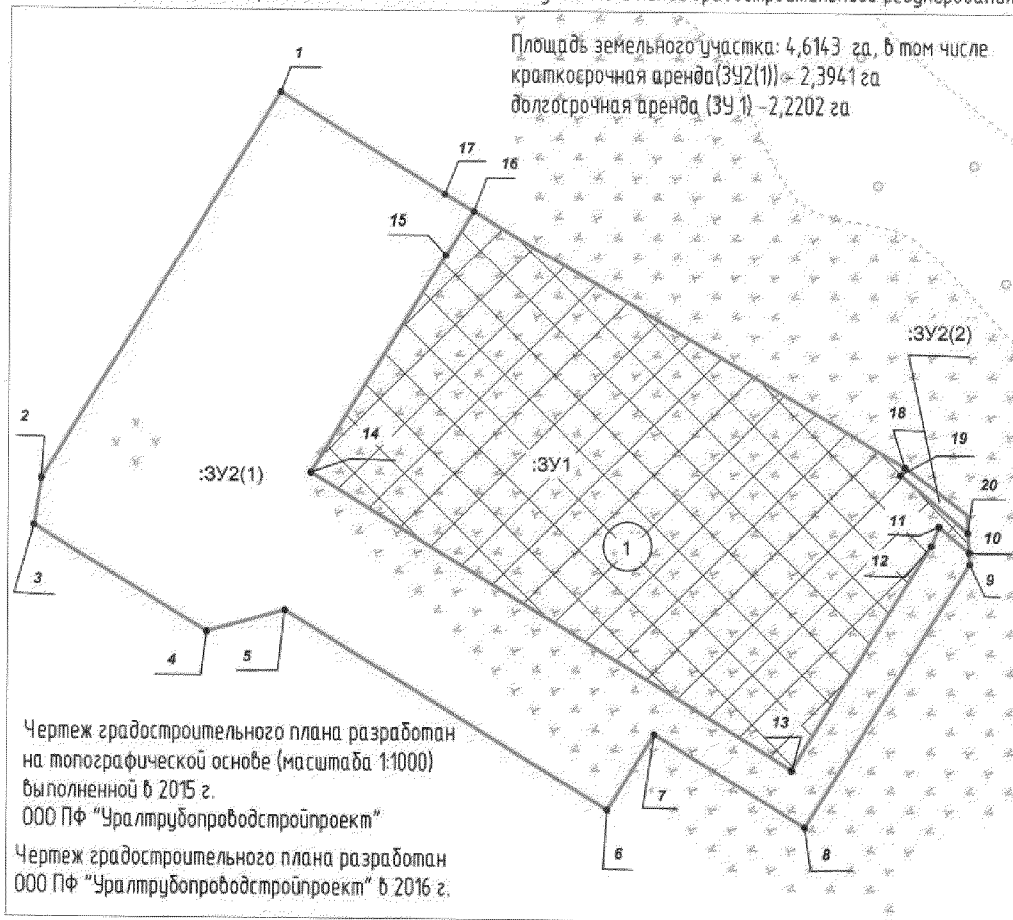 Площадь земельного участка: 4,6143 га, в том числе
краткосрочная аренда(ЗУ2(1)) - 2,3941 га
долгосрочная аренда (ЗУ 1) -2,2202 га
1
17
16
15
:ЗУ2(2)
2
18
19
14
:ЗУ1
:ЗУ2(1)
20
11
10
1
12
3
9
4
5
13
Чертеж градостроительного плана разработан
на топографической основе (масштаба 1:1000)
выполненной в 2015 г.
ООО ПФ "Уралтрубопроводстройпроект"
7
6
8
Чертеж градостроительного плана разработан
ООО ПФ "Уралтрубопроводстройпроект" в 2016 г.